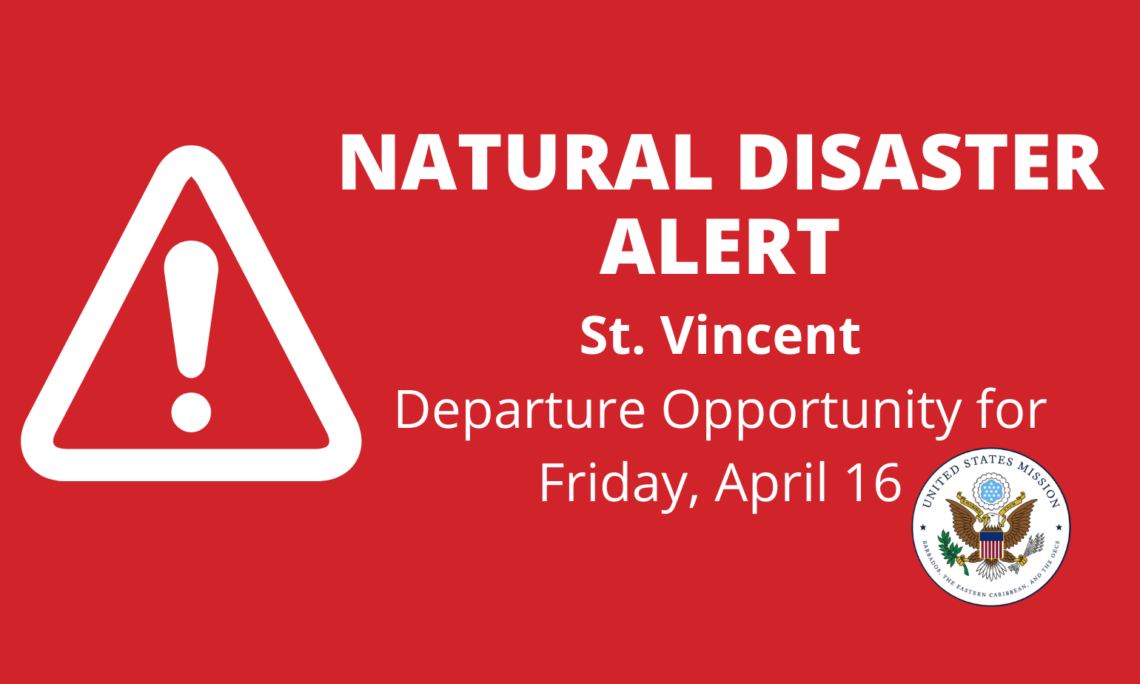 NATURAL DISASTER
ALERT
St. Vincent
Departure Opportunity for
Friday, April 16
UNITED STATES MISSION
BARBADOS, THE EASTERN CARIBBEAN, AND THE OECS